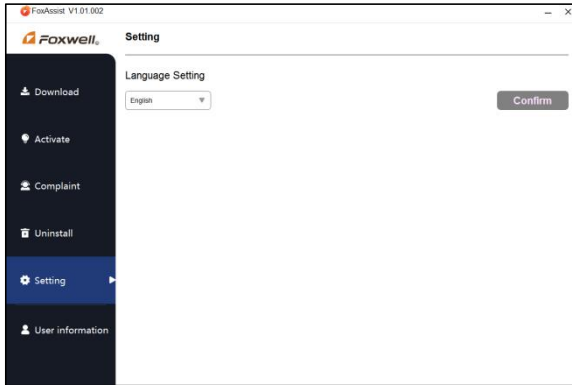 FoxAssist V1.01.002
FOXWELL®
Setting
Language Setting
English
Confirm
Download
Activate
Complaint
Uninstall
Setting
User information